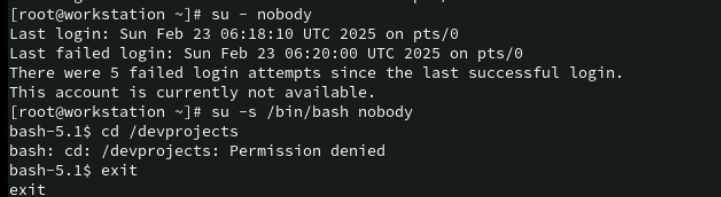 [root@workstation ~]# su - nobody
Last login: Sun Feb 23 06:18:10 UTC 2025 on pts/0
Last failed login: Sun Feb 23 06:20:00 UTC 2025 on pts/0
There were 5 failed login attempts since the last successful login.
This account is currently not available.
[root@workstation ~]# su -s /bin/bash nobody
bash-5.1$ cd /devprojects
bash: cd: /devprojects: Permission denied
bash-5.1$ exit
exit